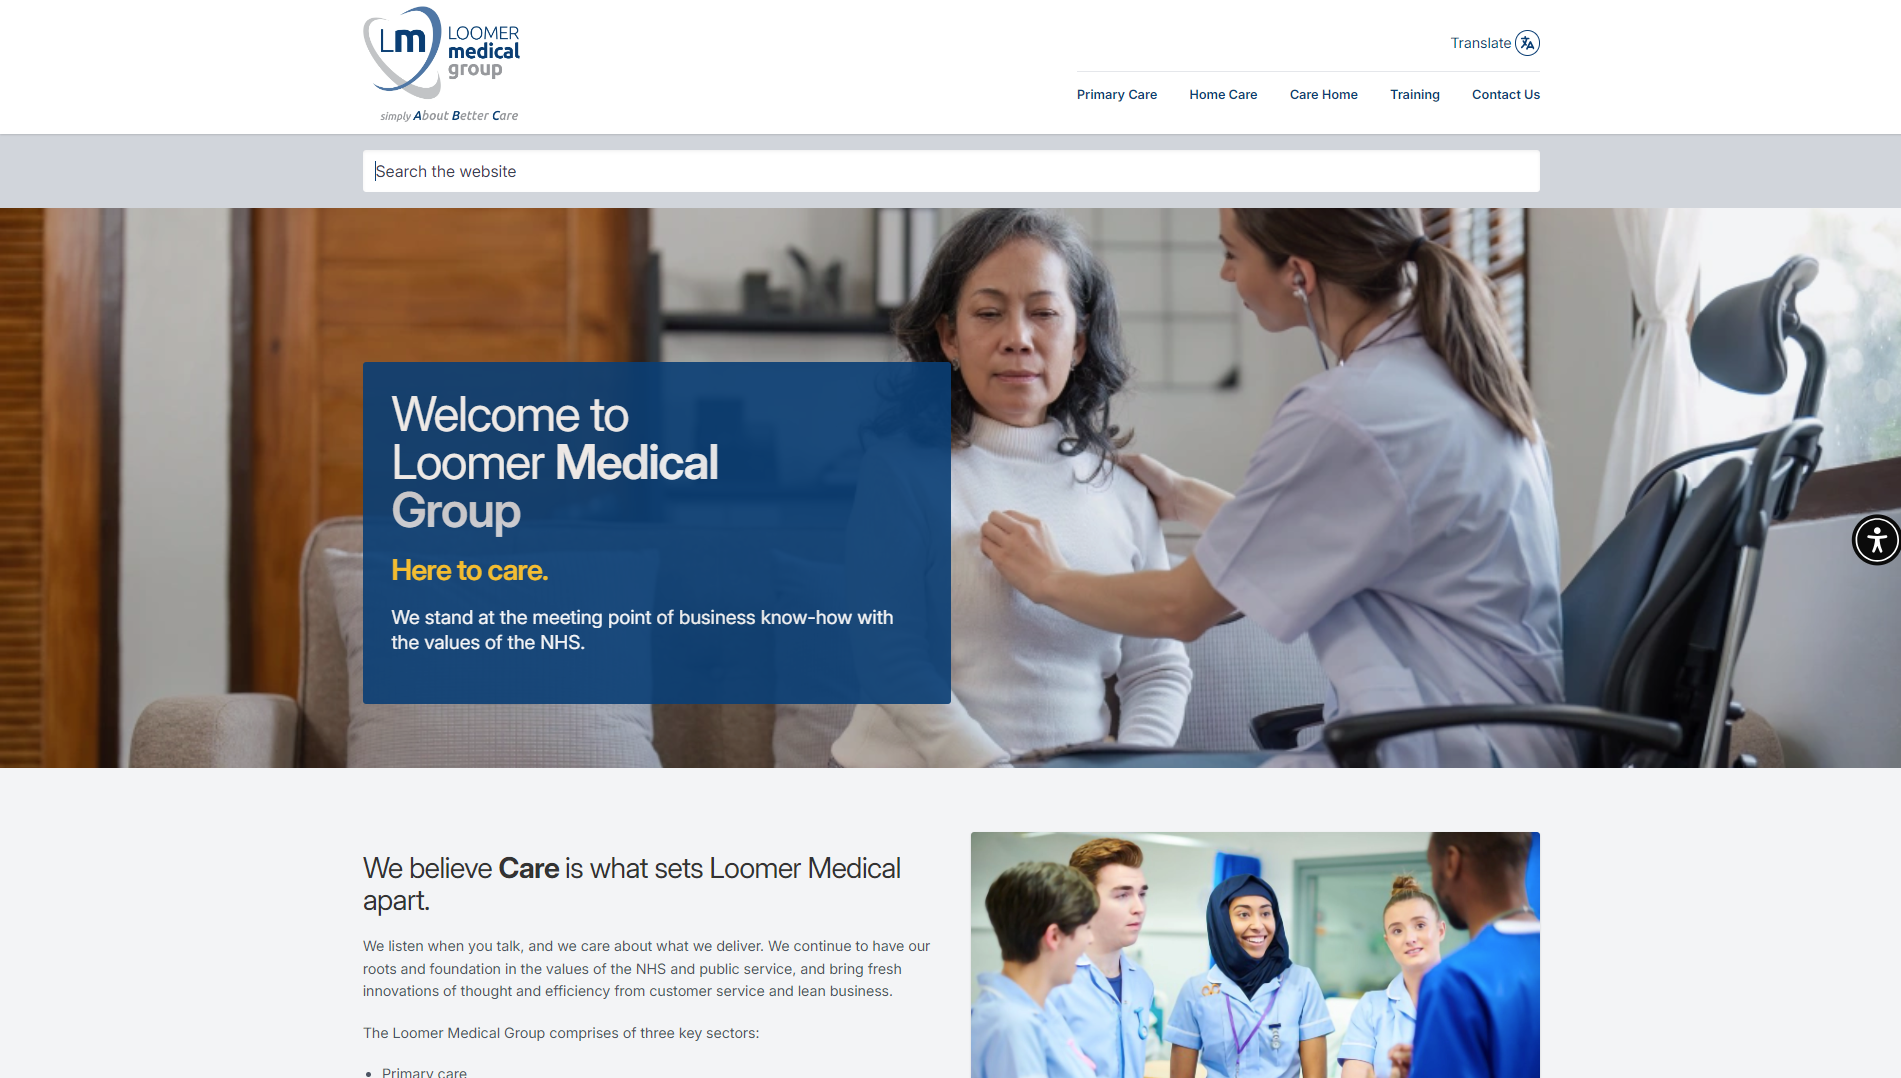 Lm LOOMER
medical
group
simply About Better Care
Translate
Primary Care Home Care Care Home Training Contact Us
Search the website
Welcome to
Loomer Medical
Group
Here to care.
We stand at the meeting point of business know-how with
the values of the NHS.
We believe Care is what sets Loomer Medical
apart.
We listen when you talk, and we care about what we deliver. We continue to have our
roots and foundation in the values of the NHS and public service, and bring fresh
innovations of thought and efficiency from customer service and lean business.
The Loomer Medical Group comprises of three key sectors:
• Primary care